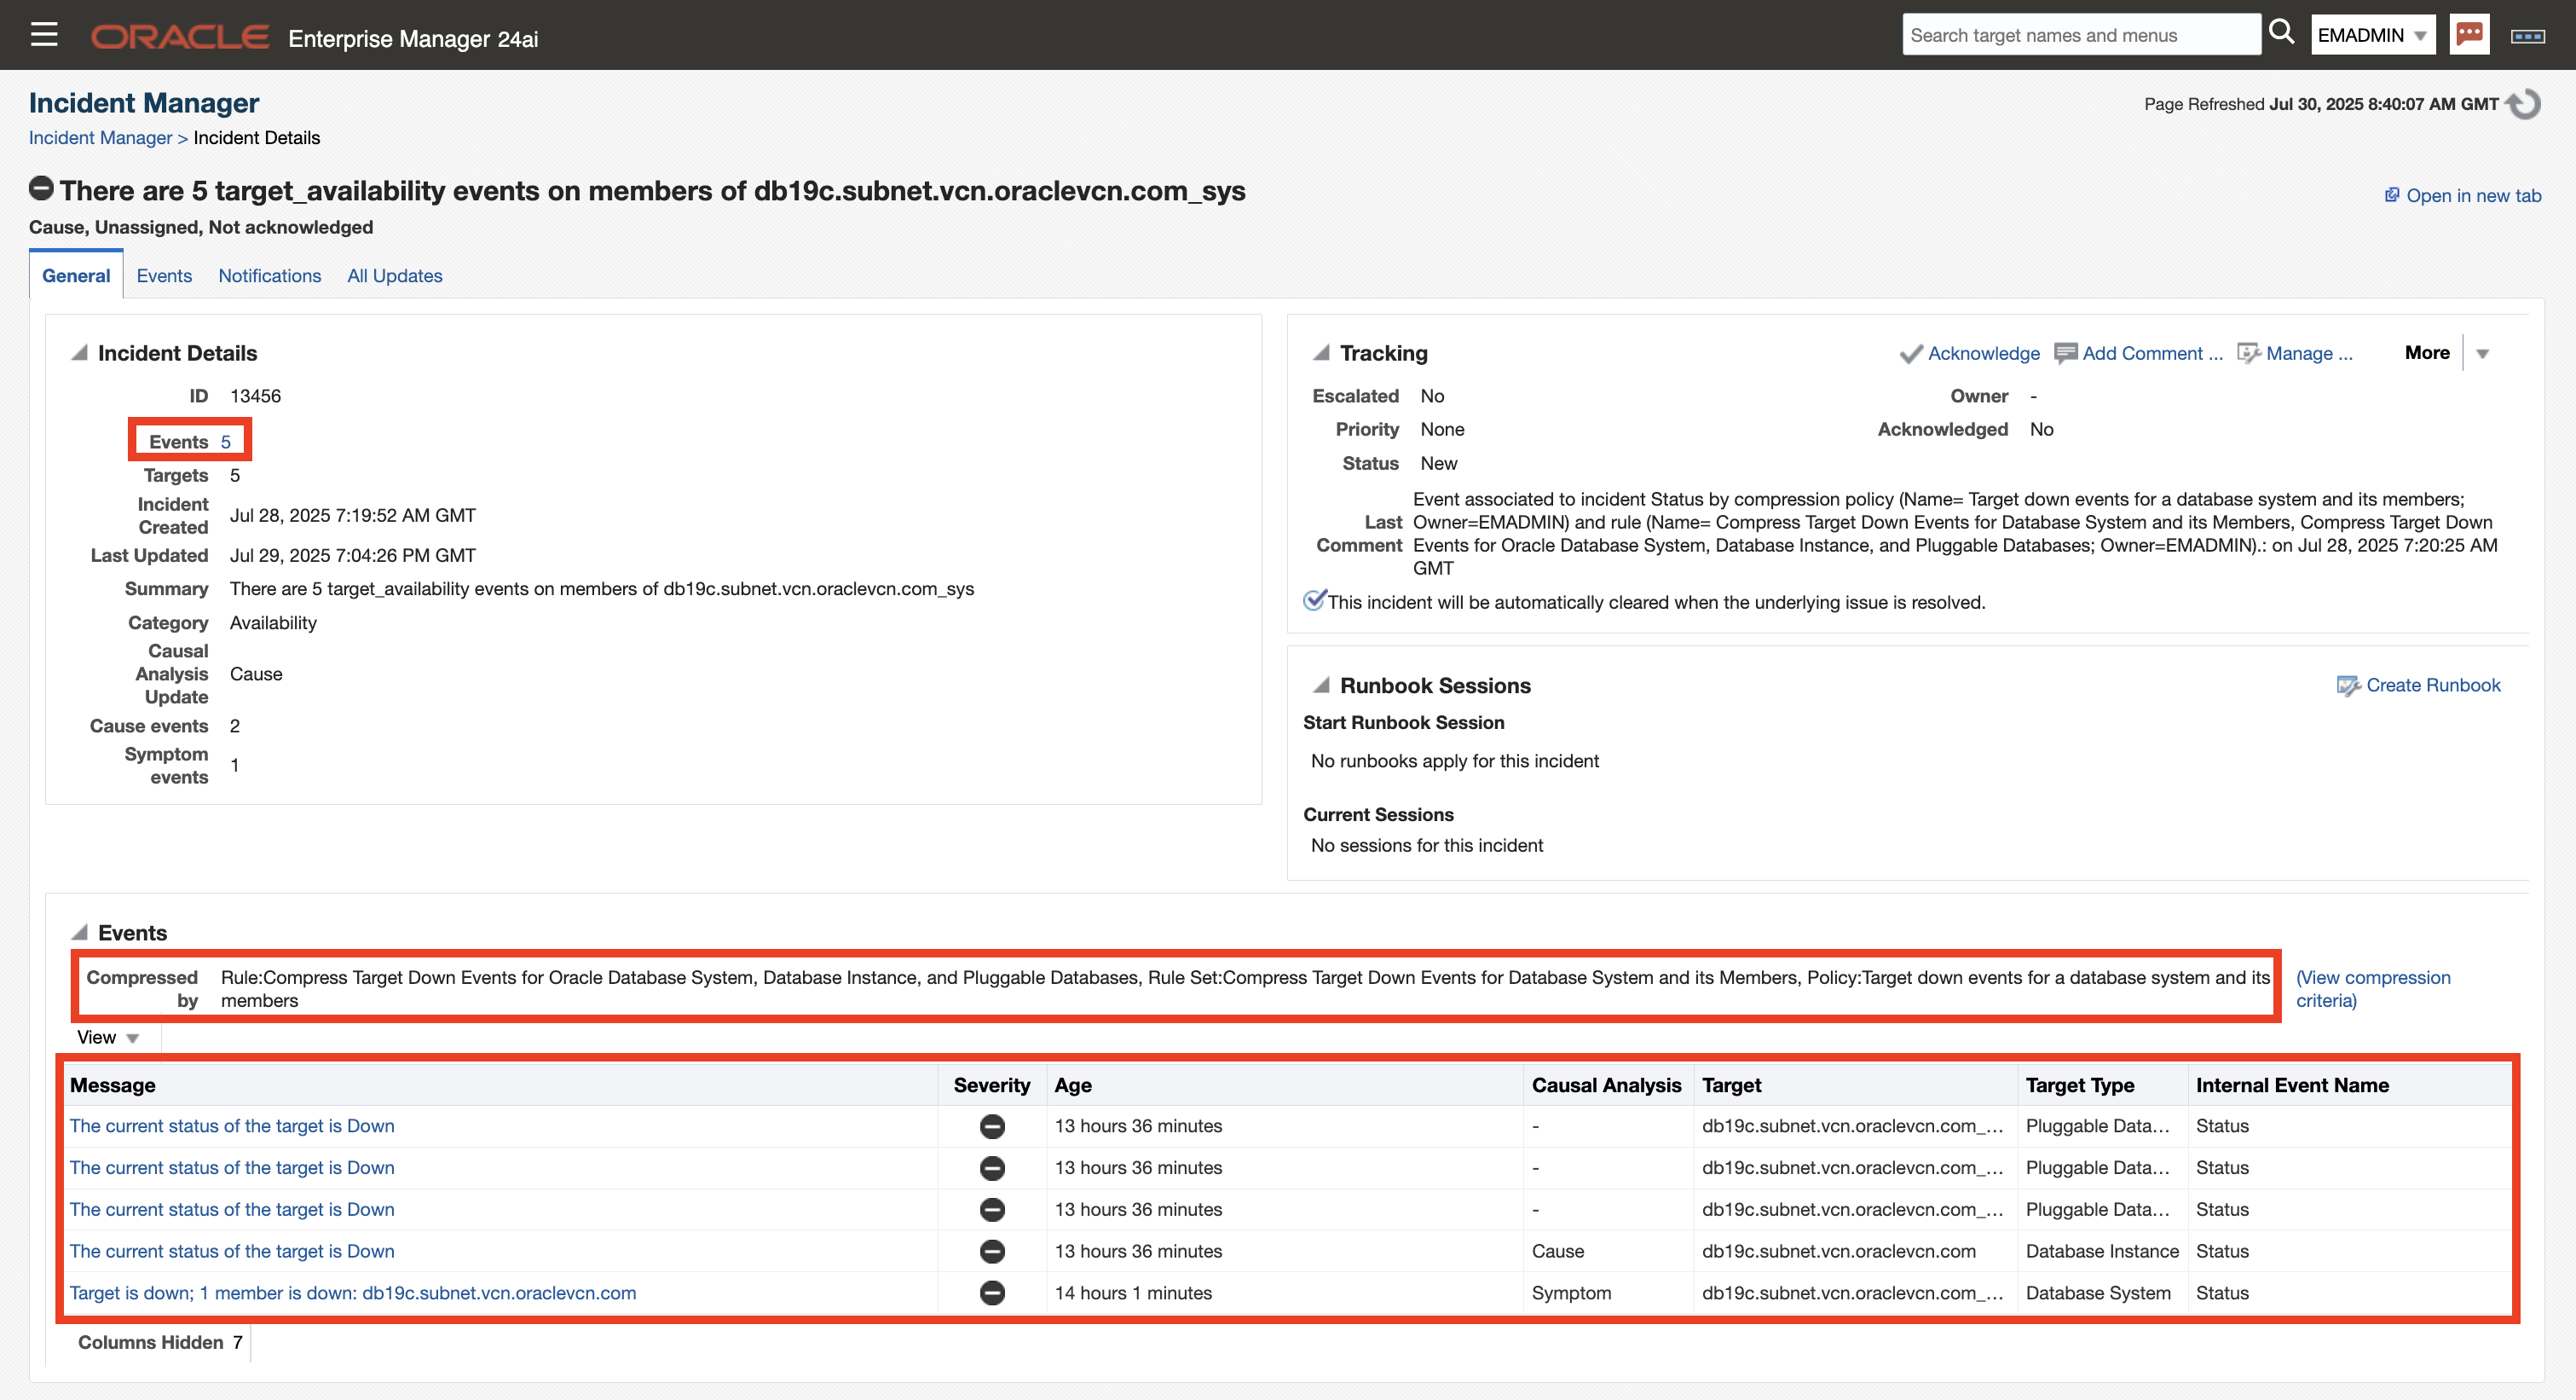 ORACLE Enterprise Manager 24ai
Search target names and menus
EMADMIN
Incident Manager
Page Refreshed Jul 30, 2025 8:40:07 AM GMT
Incident Manager > Incident Details
There are 5 target_availability events on members of db19c.subnet.vcn.oraclevcn.com_sys
Open in new tab
Cause, Unassigned, Not acknowledged
General Events Notifications All Updates
Incident Details
ID 13456
Events 5
Targets 5
Incident Created Jul 28, 2025 7:19:52 AM GMT
Last Updated Jul 29, 2025 7:04:26 PM GMT
Summary There are 5 target_availability events on members of db19c.subnet.vcn.oraclevcn.com_sys
Category Availability
Causal Analysis Update Cause
Cause events 2
Symptom events 1
Tracking
Acknowledge Add Comment ... Manage ... More
Escalated No Owner -
Priority None Acknowledged No
Status New
Last Comment
Event associated to incident Status by compression policy (Name= Target down events for a database system and its members;
Owner=EMADMIN) and rule (Name= Compress Target Down Events for Database System and its Members, Compress Target Down
Events for Oracle Database System, Database Instance, and Pluggable Databases; Owner=EMADMIN).: on Jul 28, 2025 7:20:25 AM
GMT
This incident will be automatically cleared when the underlying issue is resolved.
Runbook Sessions
Create Runbook
Start Runbook Session
No runbooks apply for this incident
Current Sessions
No sessions for this incident
Events
Compressed by
Rule:Compress Target Down Events for Oracle Database System, Database Instance, and Pluggable Databases, Rule Set:Compress Target Down Events for Database System and its Members, Policy:Target down events for a database system and its
members
(View compression
criteria)
View
Message Severity Age Causal Analysis Target Target Type Internal Event Name
The current status of the target is Down 13 hours 36 minutes - db19c.subnet.vcn.oraclevcn.com_... Pluggable Data... Status
The current status of the target is Down 13 hours 36 minutes - db19c.subnet.vcn.oraclevcn.com_... Pluggable Data... Status
The current status of the target is Down 13 hours 36 minutes - db19c.subnet.vcn.oraclevcn.com_... Pluggable Data... Status
The current status of the target is Down 13 hours 36 minutes Cause db19c.subnet.vcn.oraclevcn.com Database Instance Status
Target is down; 1 member is down: db19c.subnet.vcn.oraclevcn.com 14 hours 1 minutes Symptom db19c.subnet.vcn.oraclevcn.com_... Database System Status
Columns Hidden 7